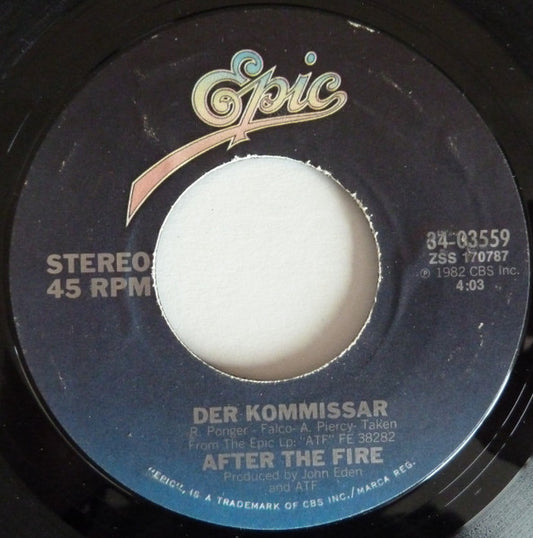 Epic
STEREO
45 RPM
34-03559
ZSS 170787
℗ 1982 CBS Inc.
4:03
DER KOMMISSAR
R. Ponger - Falco- A. Piercy- Taken
From The Epic Lp: "ATF" FE 38282
AFTER THE FIRE
Produced by John Eden
and ATF
"EPIC", IS A TRADEMARK OF CBS INC./MARCA REG.